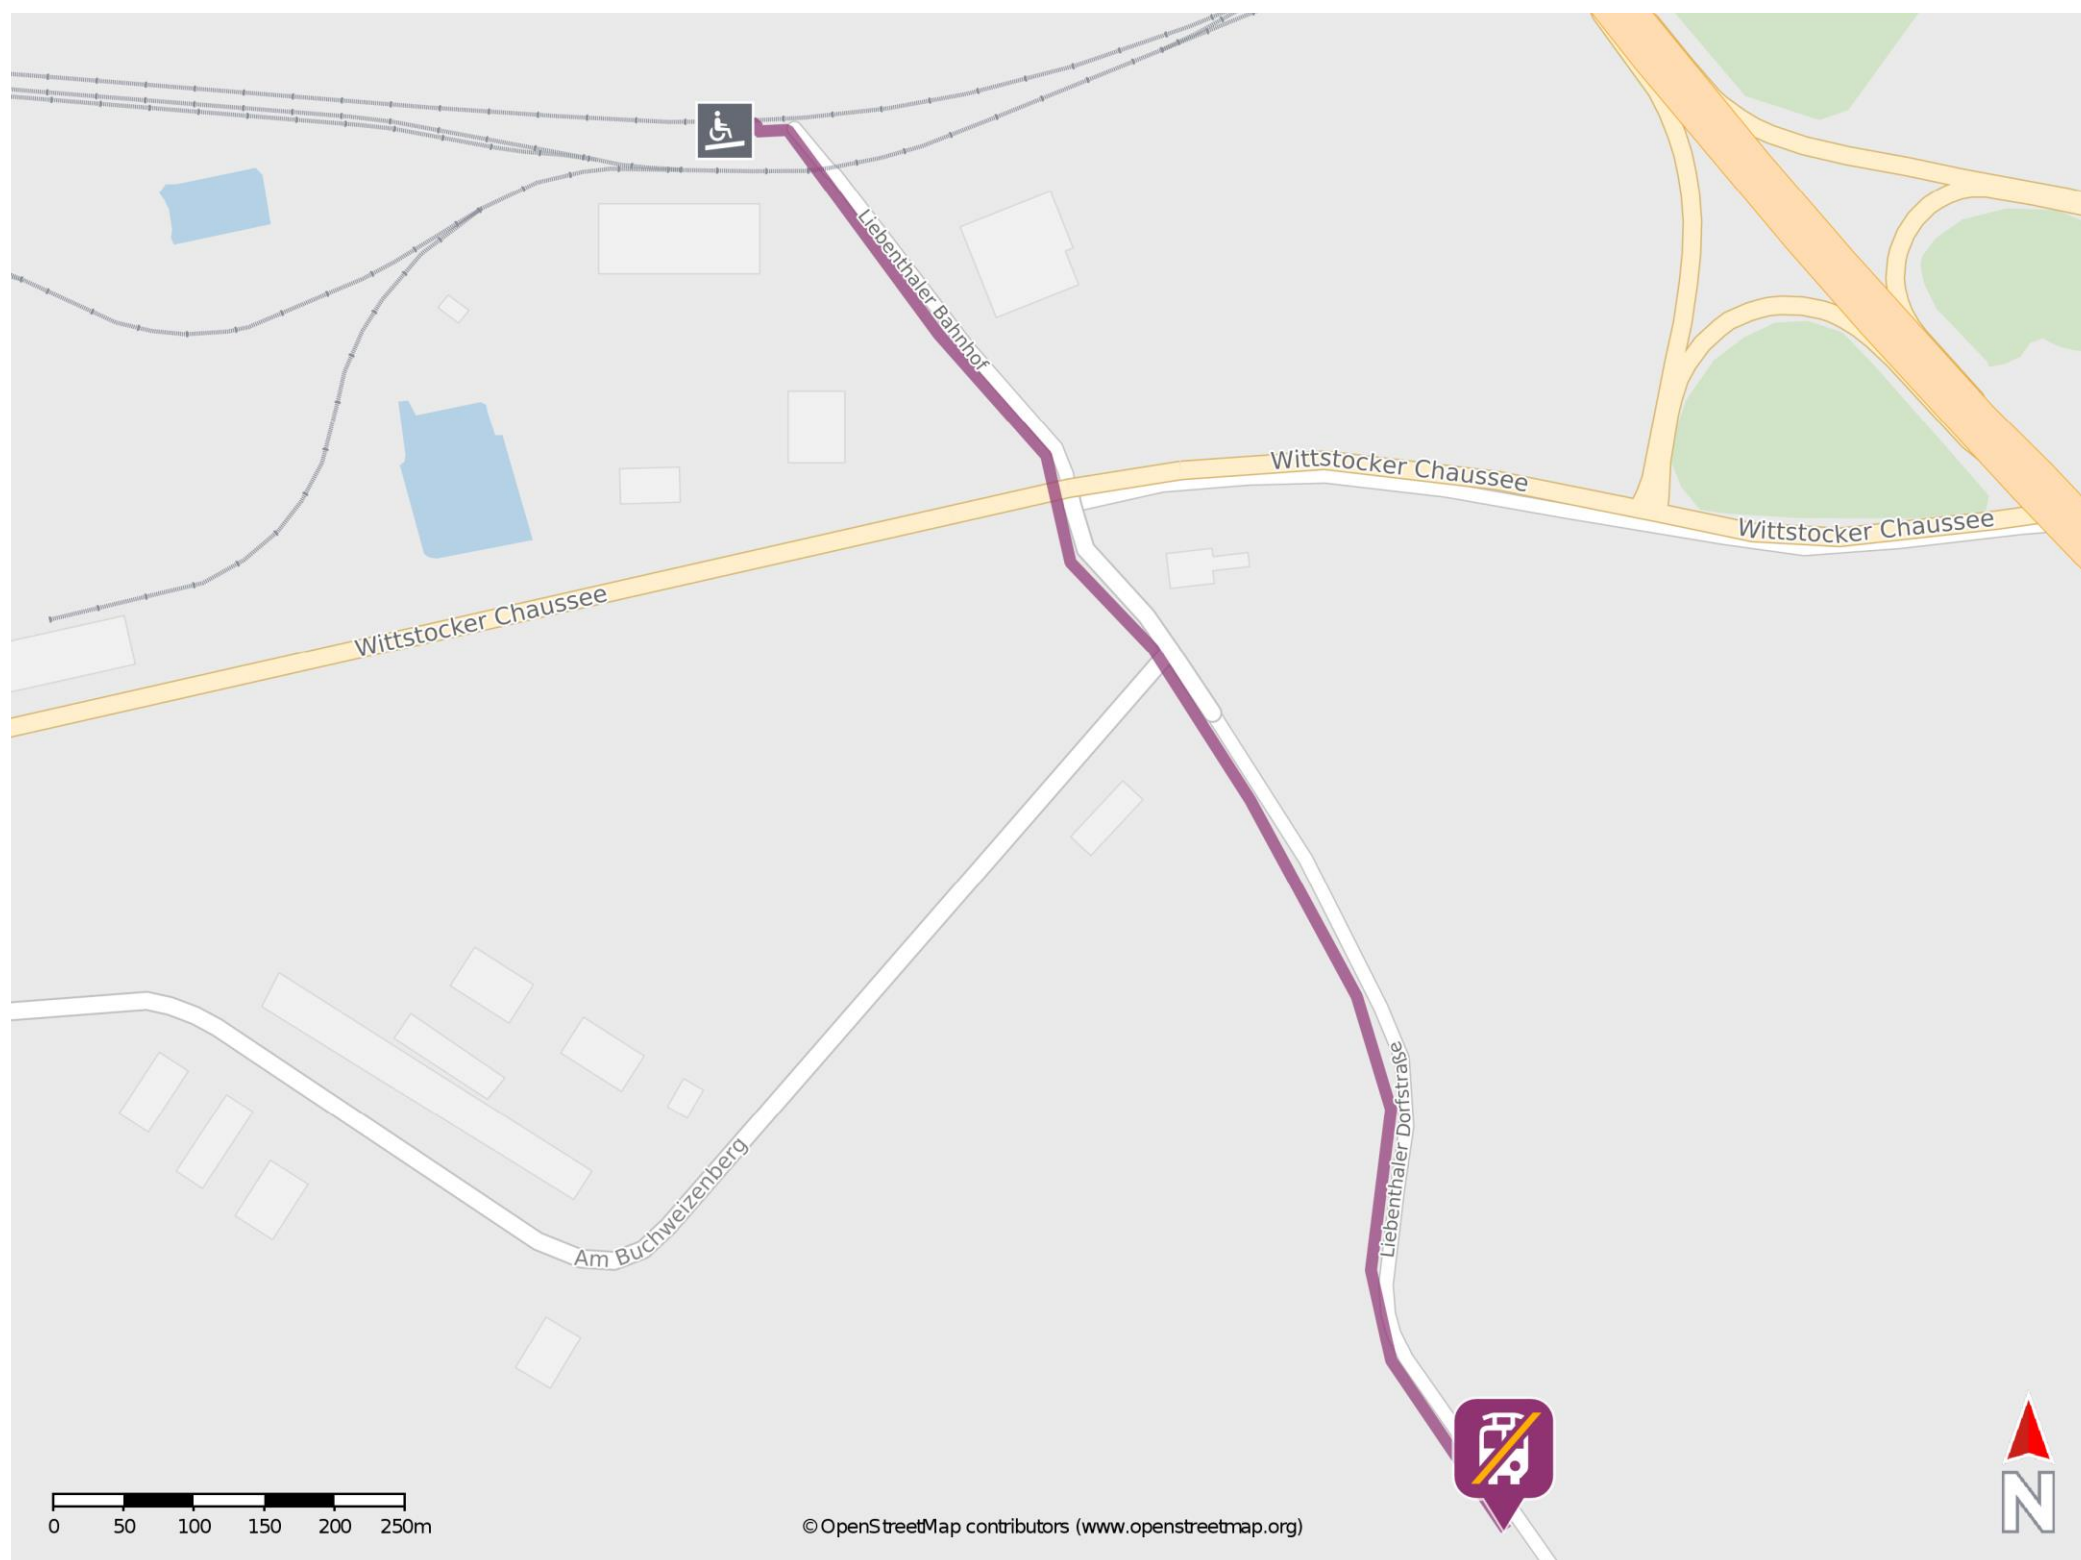 Liebenthaler Bahnhof
Wittstocker Chaussee
Wittstocker Chaussee
Wittstocker Chaussee
Liebenthaler Dorfstraße
Am Buchweizenberg
0 50 100 150 200 250m
© OpenStreetMap contributors (www.openstreetmap.org)
N